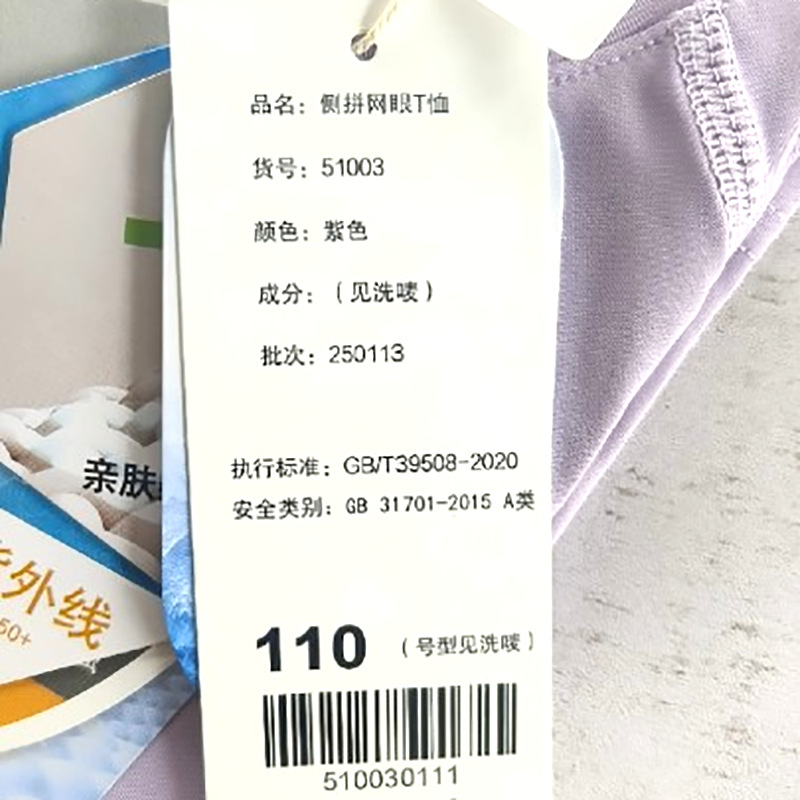 品名：侧拼网眼T恤
货号：51003
颜色：紫色
成分：（见洗唛）
批次：250113
执行标准：GB/T39508-2020
安全类别：GB 31701-2015 A类
110 （号型见洗唛）
510030111
亲肤
外线
50+